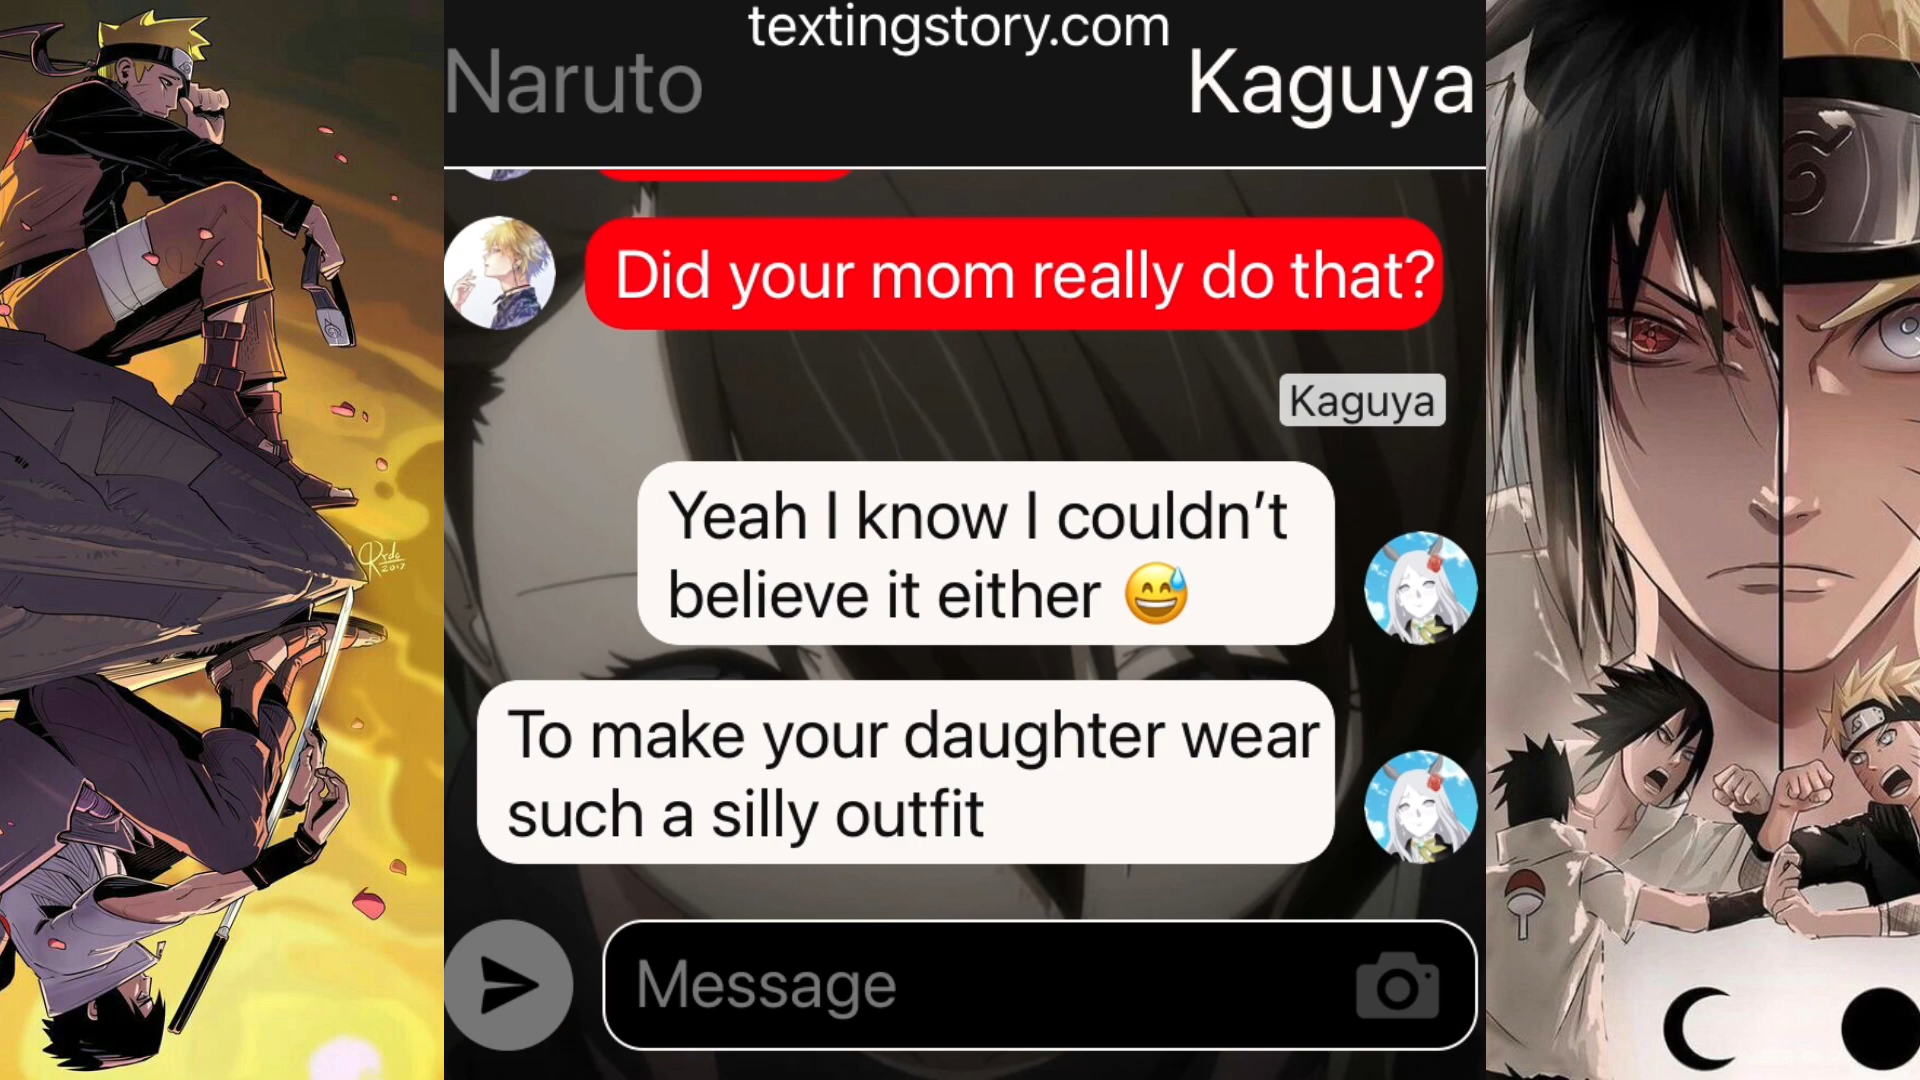 textingstory.com
Naruto
Kaguya
Did your mom really do that?
Kaguya
Yeah I know I couldn’t
believe it either 😅
To make your daughter wear
such a silly outfit
Message
2017